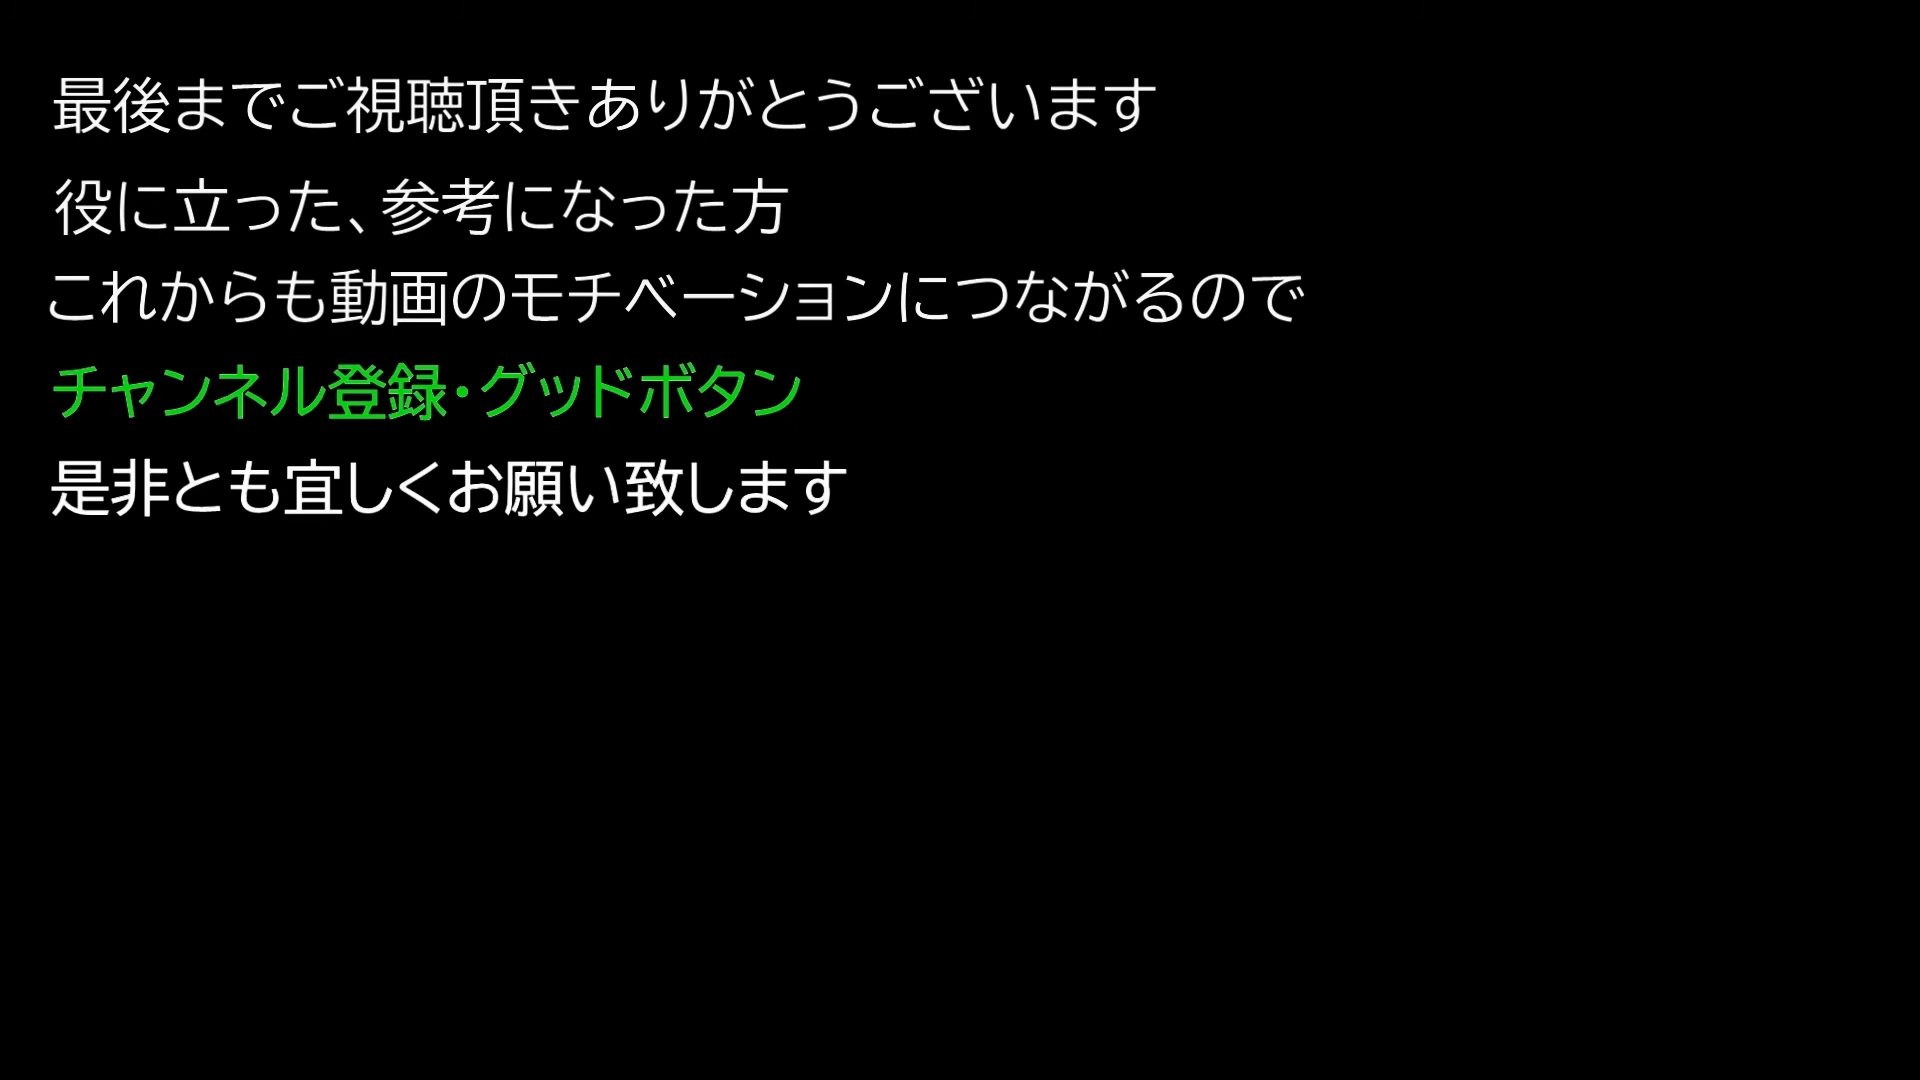 最後までご視聴頂きありがとうございます
役に立った、参考になった方
これからも動画のモチベーションにつながるので
チャンネル登録・グッドボタン
是非とも宜しくお願い致します